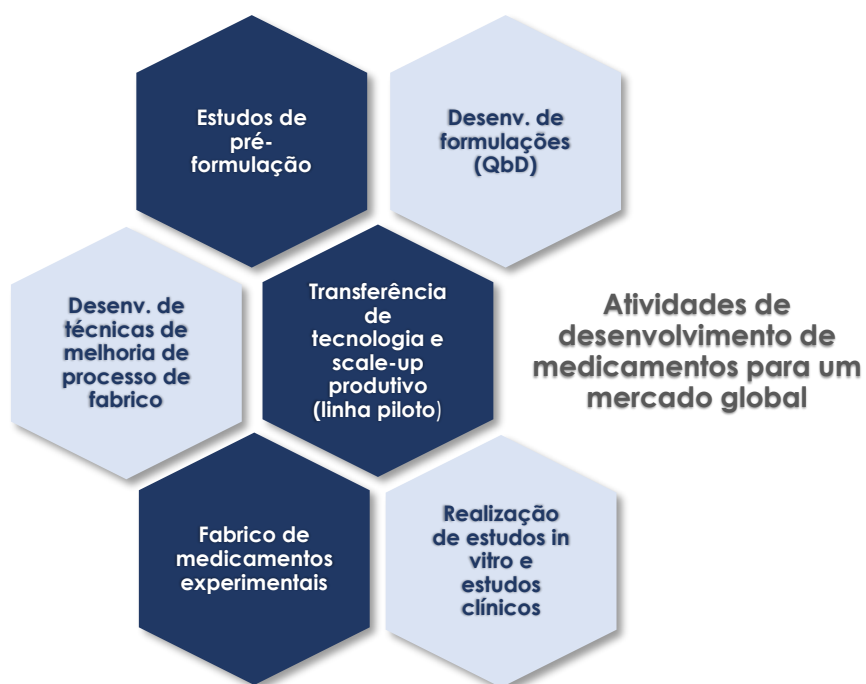 Estudos de
pré-
formulação
Desenv. de
formulações
(QbD)
Desenv. de
técnicas de
melhoria de
processo de
fabrico
Transferência
de
tecnologia e
scale-up
produtivo
(linha piloto)
Atividades de
desenvolvimento de
medicamentos para um
mercado global
Fabrico de
medicamentos
experimentais
Realização
de estudos in
vitro e
estudos
clínicos